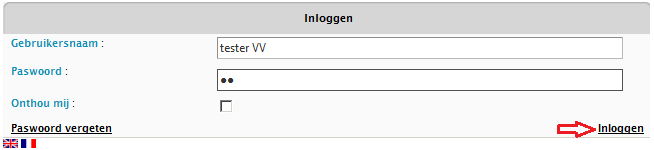 Inloggen
Gebruikersnaam : tester VV
Paswoord : ●●
Onthou mij :
Paswoord vergeten Inloggen